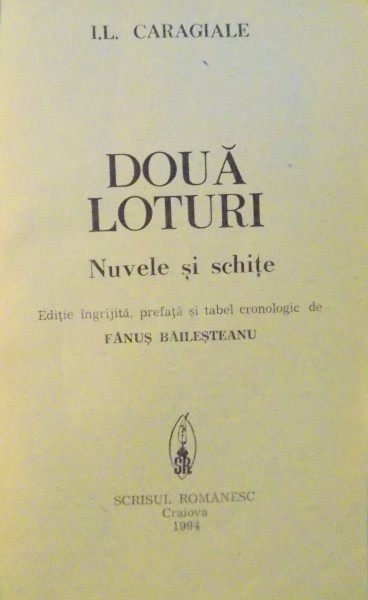 I.L. CARAGIALE
DOUĂ
LOTURI
Nuvele și schițe
Ediție îngrijită, prefață și tabel cronologic de
FĂNUȘ BĂILEȘTEANU
SR
SCRISUL ROMÂNESC
Craiova
1994